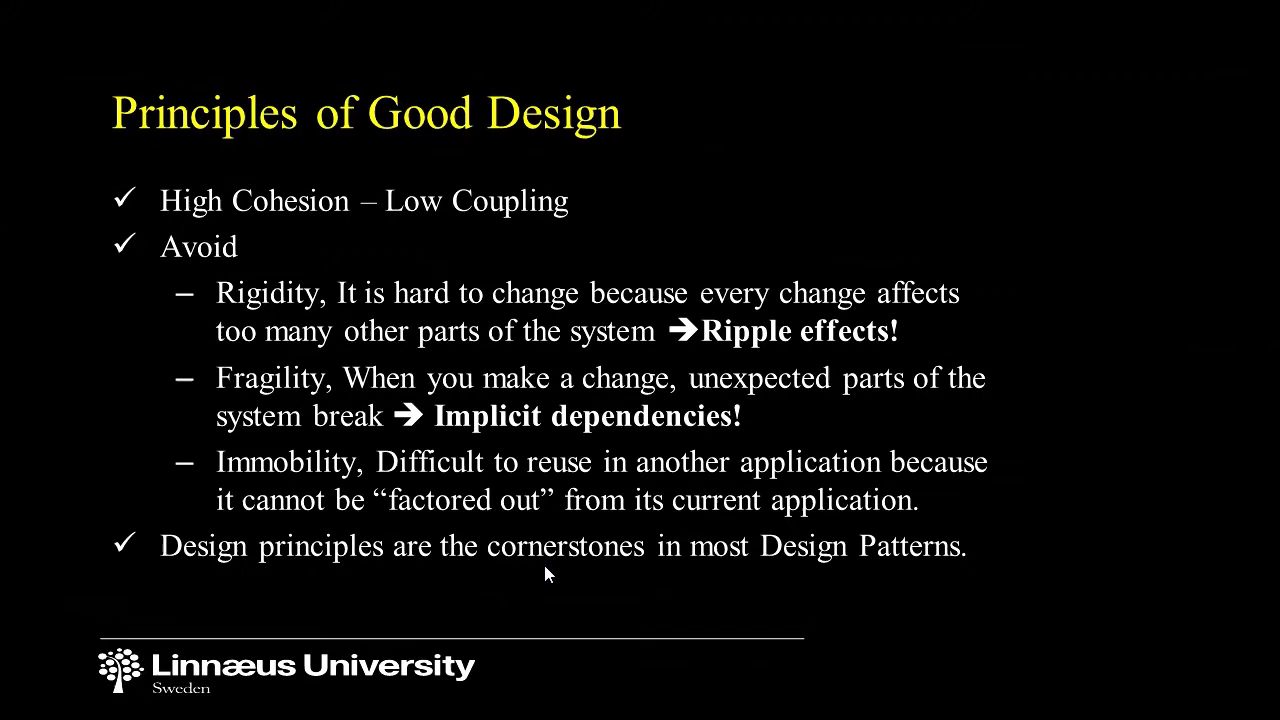 Principles of Good Design
✓ High Cohesion – Low Coupling
✓ Avoid
– Rigidity, It is hard to change because every change affects
too many other parts of the system ➔Ripple effects!
– Fragility, When you make a change, unexpected parts of the
system break ➔ Implicit dependencies!
– Immobility, Difficult to reuse in another application because
it cannot be “factored out” from its current application.
✓ Design principles are the cornerstones in most Design Patterns.
Linnæus University
Sweden